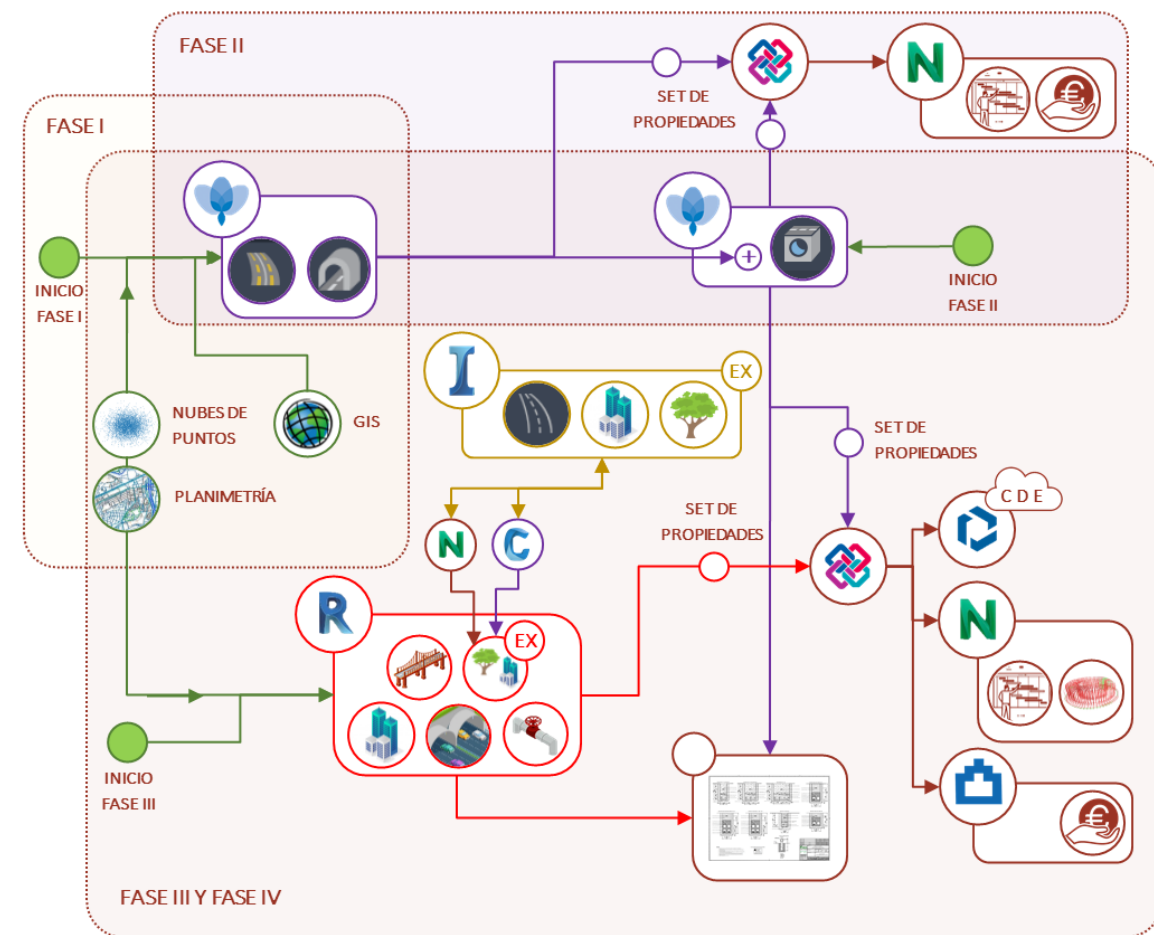 FASE II
SET DE
PROPIEDADES
N
FASE I
INICIO
FASE I
INICIO
FASE II
NUBES DE
PUNTOS
GIS
PLANIMETRÍA
I
EX
SET DE
PROPIEDADES
SET DE
PROPIEDADES
CDE
N
C
R
EX
N
INICIO
FASE III
FASE III Y FASE IV